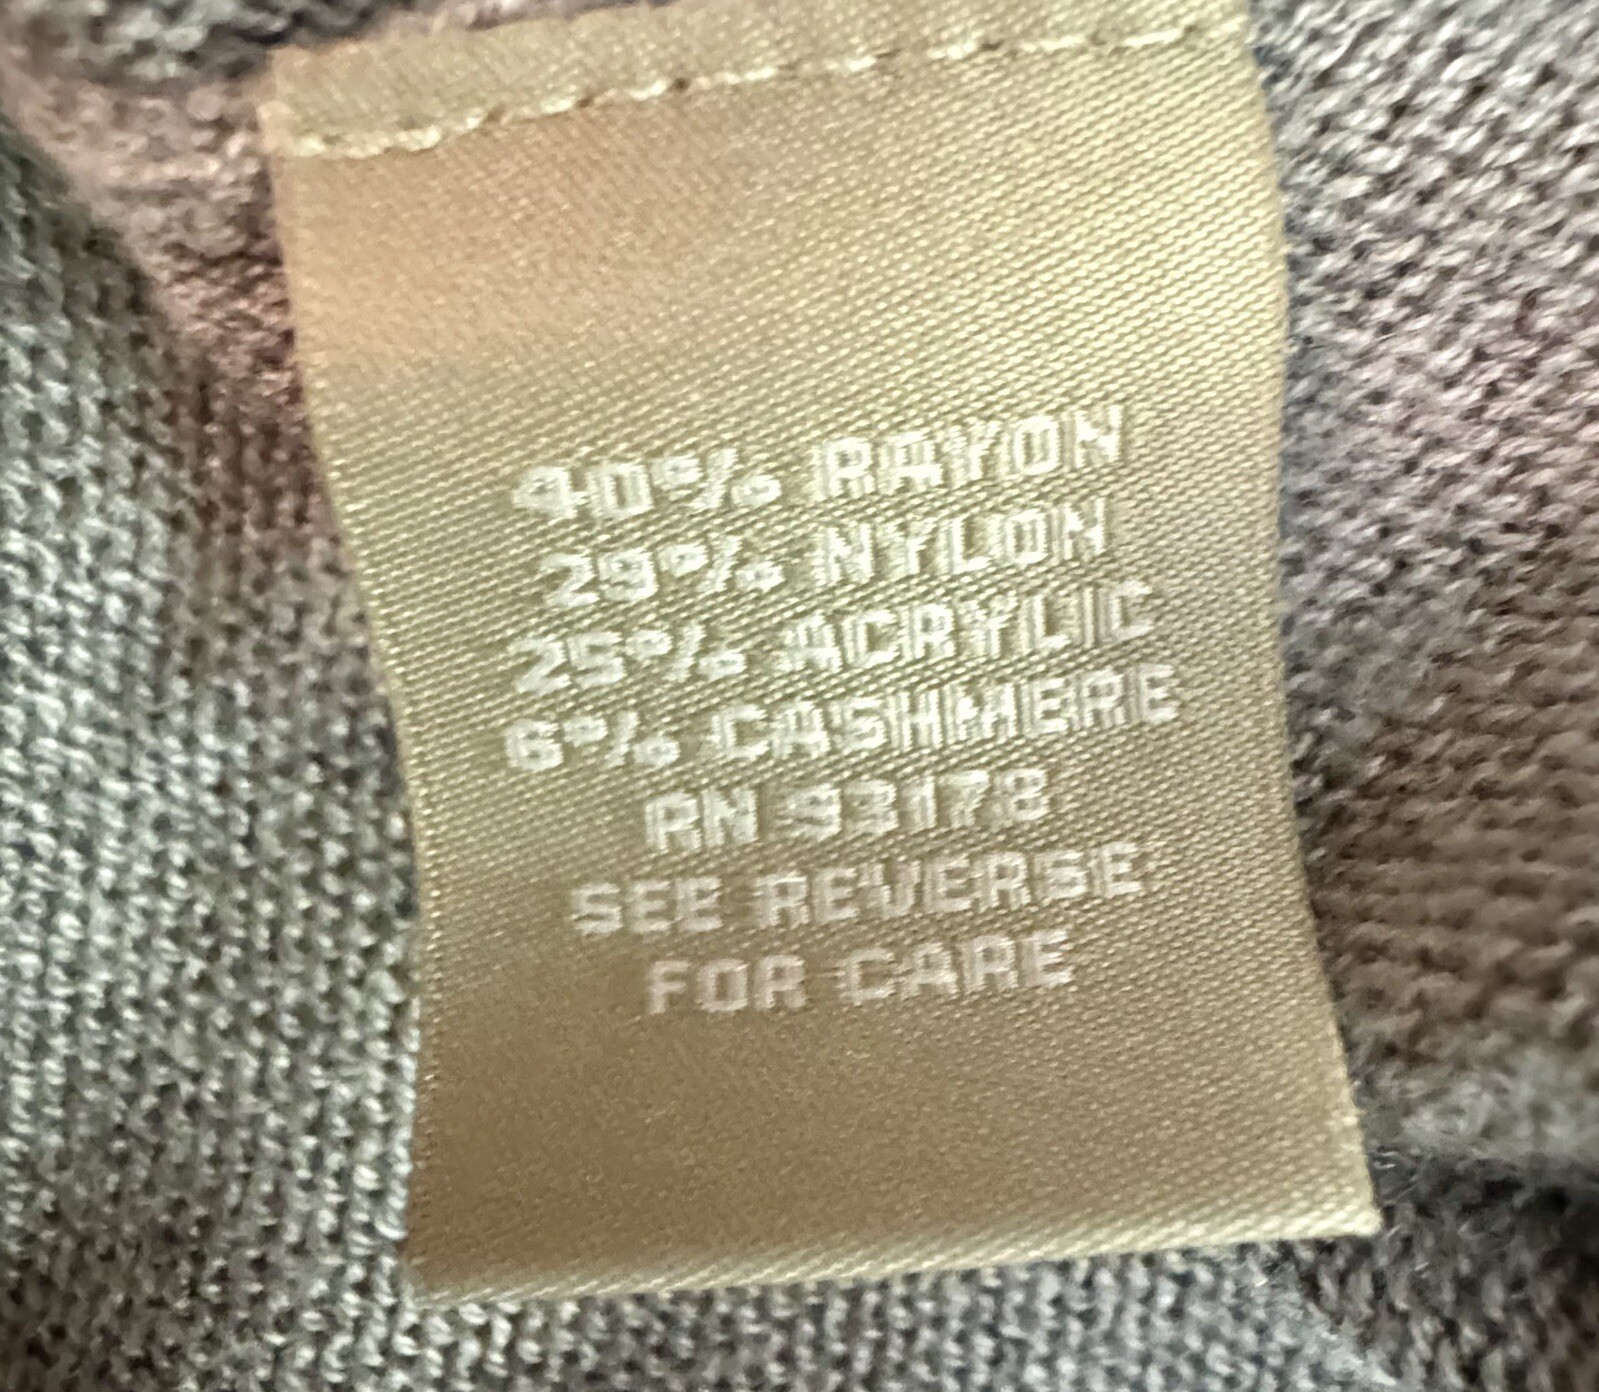 40% RAYON
29% NYLON
25% ACRYLIC
6% CASHMERE
RN 93178
SEE REVERSE
FOR CARE